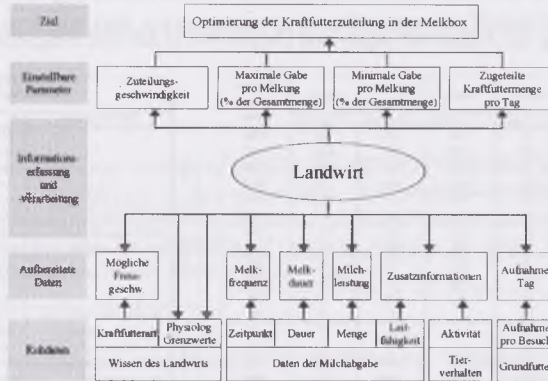 Ziel
Optimierung der Kraftfutterzuteilung in der Melkbox
Einstellbare
Parameter
Zuteilungs-
geschwindigkeit
Maximale Gabe
pro Melkung
(% der Gesamtmenge)
Minimale Gabe
pro Melkung
(% der Gesamtmenge)
Zugeteilte
Kraftfuttermenge
pro Tag
Informations-
erfassung
und
-verarbeitung
Landwirt
Aufbereitete
Daten
Mögliche
geschw.
Melk-
frequenz
Melk-
dauer
Milch-
leistung
Zusatzinformationen
Aufnahme
Tag
Rohdaten
Kraftfutterart
Physiolog
Grenzwerte
Zeitpunkt
Dauer
Menge
Leit-
fähigkeit
Aktivität
Aufnahme
pro Besuch
Wissen des Landwirts
Daten der Milchabgabe
Tier-
verhalten
Grundfutter